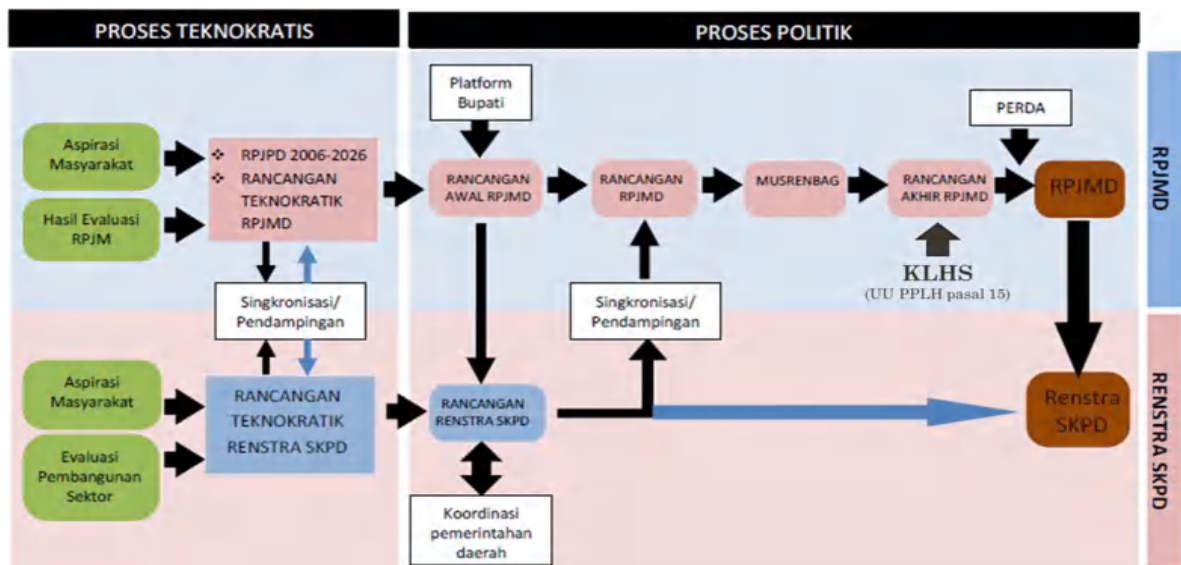 PROSES TEKNOKRATIS
PROSES POLITIK
Platform
Bupati
PERDA
Aspirasi
Masyarakat
Hasil Evaluasi
RPJM
❖ RPJPD 2006-2026
❖ RANCANGAN
TEKNOKRATIK
RPJMD
RANCANGAN
AWAL RPJMD
RANCANGAN
RPJMD
MUSRENBAG
RANCANGAN
AKHIR RPJMD
RPJMD
KLHS
(UU PPLH pasal 15)
RPJMD
Singkronisasi/
Pendampingan
Singkronisasi/
Pendampingan
Aspirasi
Masyarakat
Evaluasi
Pembangunan
Sektor
RANCANGAN
TEKNOKRATIK
RENSTRA SKPD
RANCANGAN
RENSTRA SKPD
Renstra
SKPD
Koordinasi
pemerintahan
daerah
RENSTRA SKPD